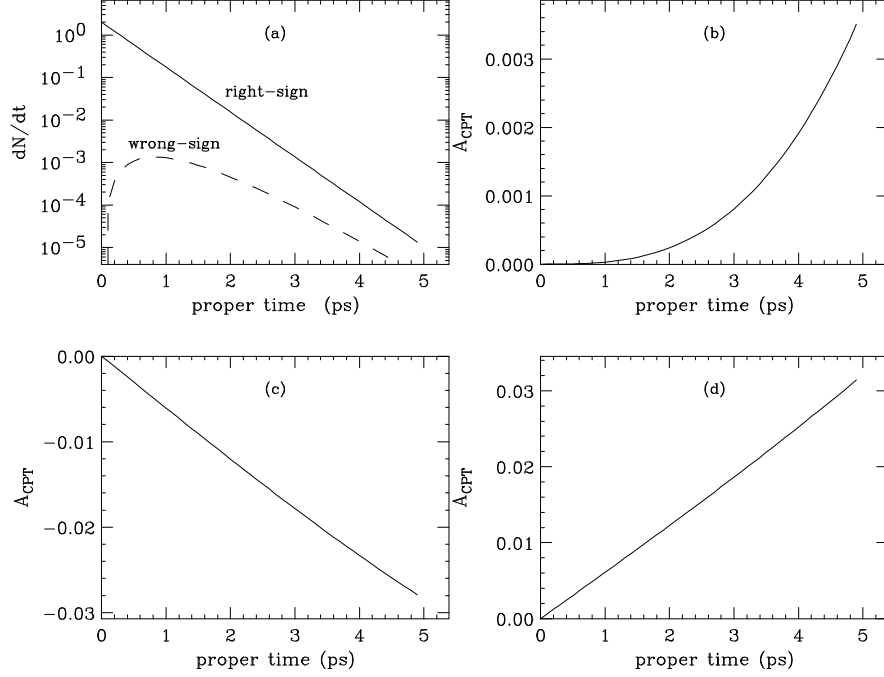 (a)
dN/dt
10⁰
10⁻¹
10⁻²
10⁻³
10⁻⁴
10⁻⁵
right-sign
wrong-sign
0 1 2 3 4 5
proper time (ps)
(b)
A_CPT
0.003
0.002
0.001
0.000
0 1 2 3 4 5
proper time (ps)
(c)
A_CPT
0.00
−0.01
−0.02
−0.03
0 1 2 3 4 5
proper time (ps)
(d)
A_CPT
0.03
0.02
0.01
0.00
0 1 2 3 4 5
proper time (ps)